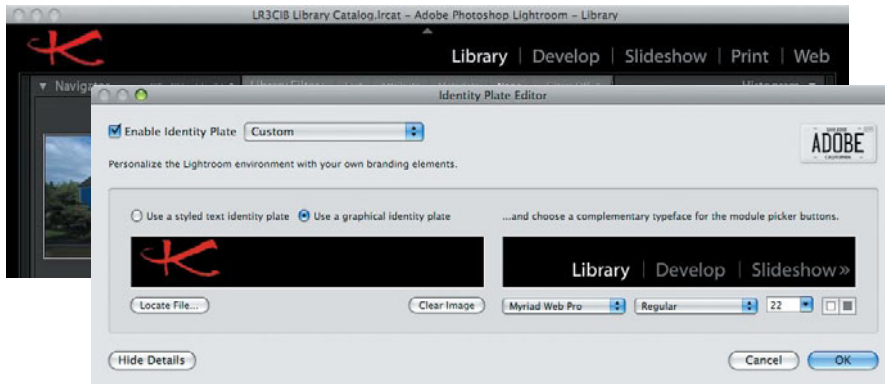 LR3CIB Library Catalog.lrcat – Adobe Photoshop Lightroom – Library
Library | Develop | Slideshow | Print | Web
Identity Plate Editor
Enable Identity Plate Custom
ADOBE
Personalize the Lightroom environment with your own branding elements.
Use a styled text identity plate Use a graphical identity plate
...and choose a complementary typeface for the module picker buttons.
Library | Develop | Slideshow»
Locate File... Clear Image
Myriad Web Pro Regular 22
Hide Details Cancel OK